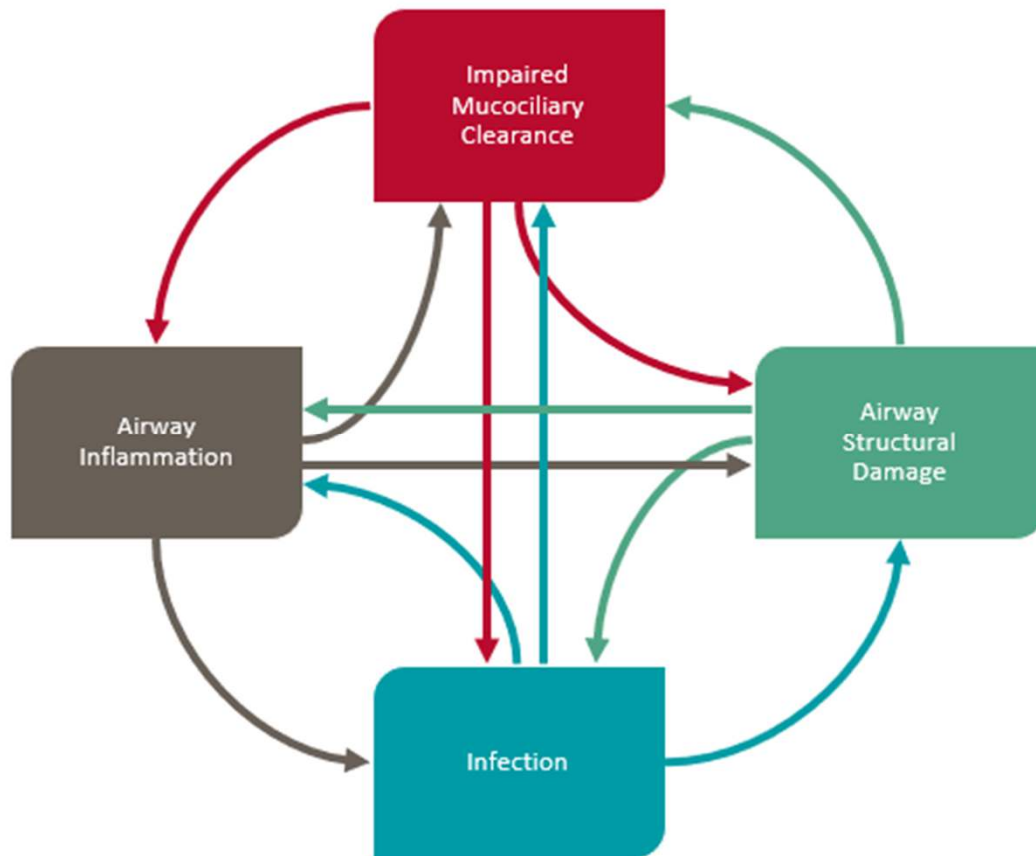 Impaired
Mucociliary
Clearance
Airway
Inflammation
Airway
Structural
Damage
Infection